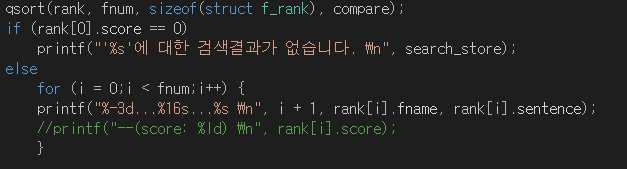 qsort(rank, fnum, sizeof(struct f_rank), compare);
if (rank[0].score == 0)
    printf("'%s'에 대한 검색결과가 없습니다. ₩n", search_store);
else
    for (i = 0;i < fnum;i++) {
    printf("%-3d...%16s...%s ₩n", i + 1, rank[i].fname, rank[i].sentence);
    //printf("--(score: %ld) ₩n", rank[i].score);
    }